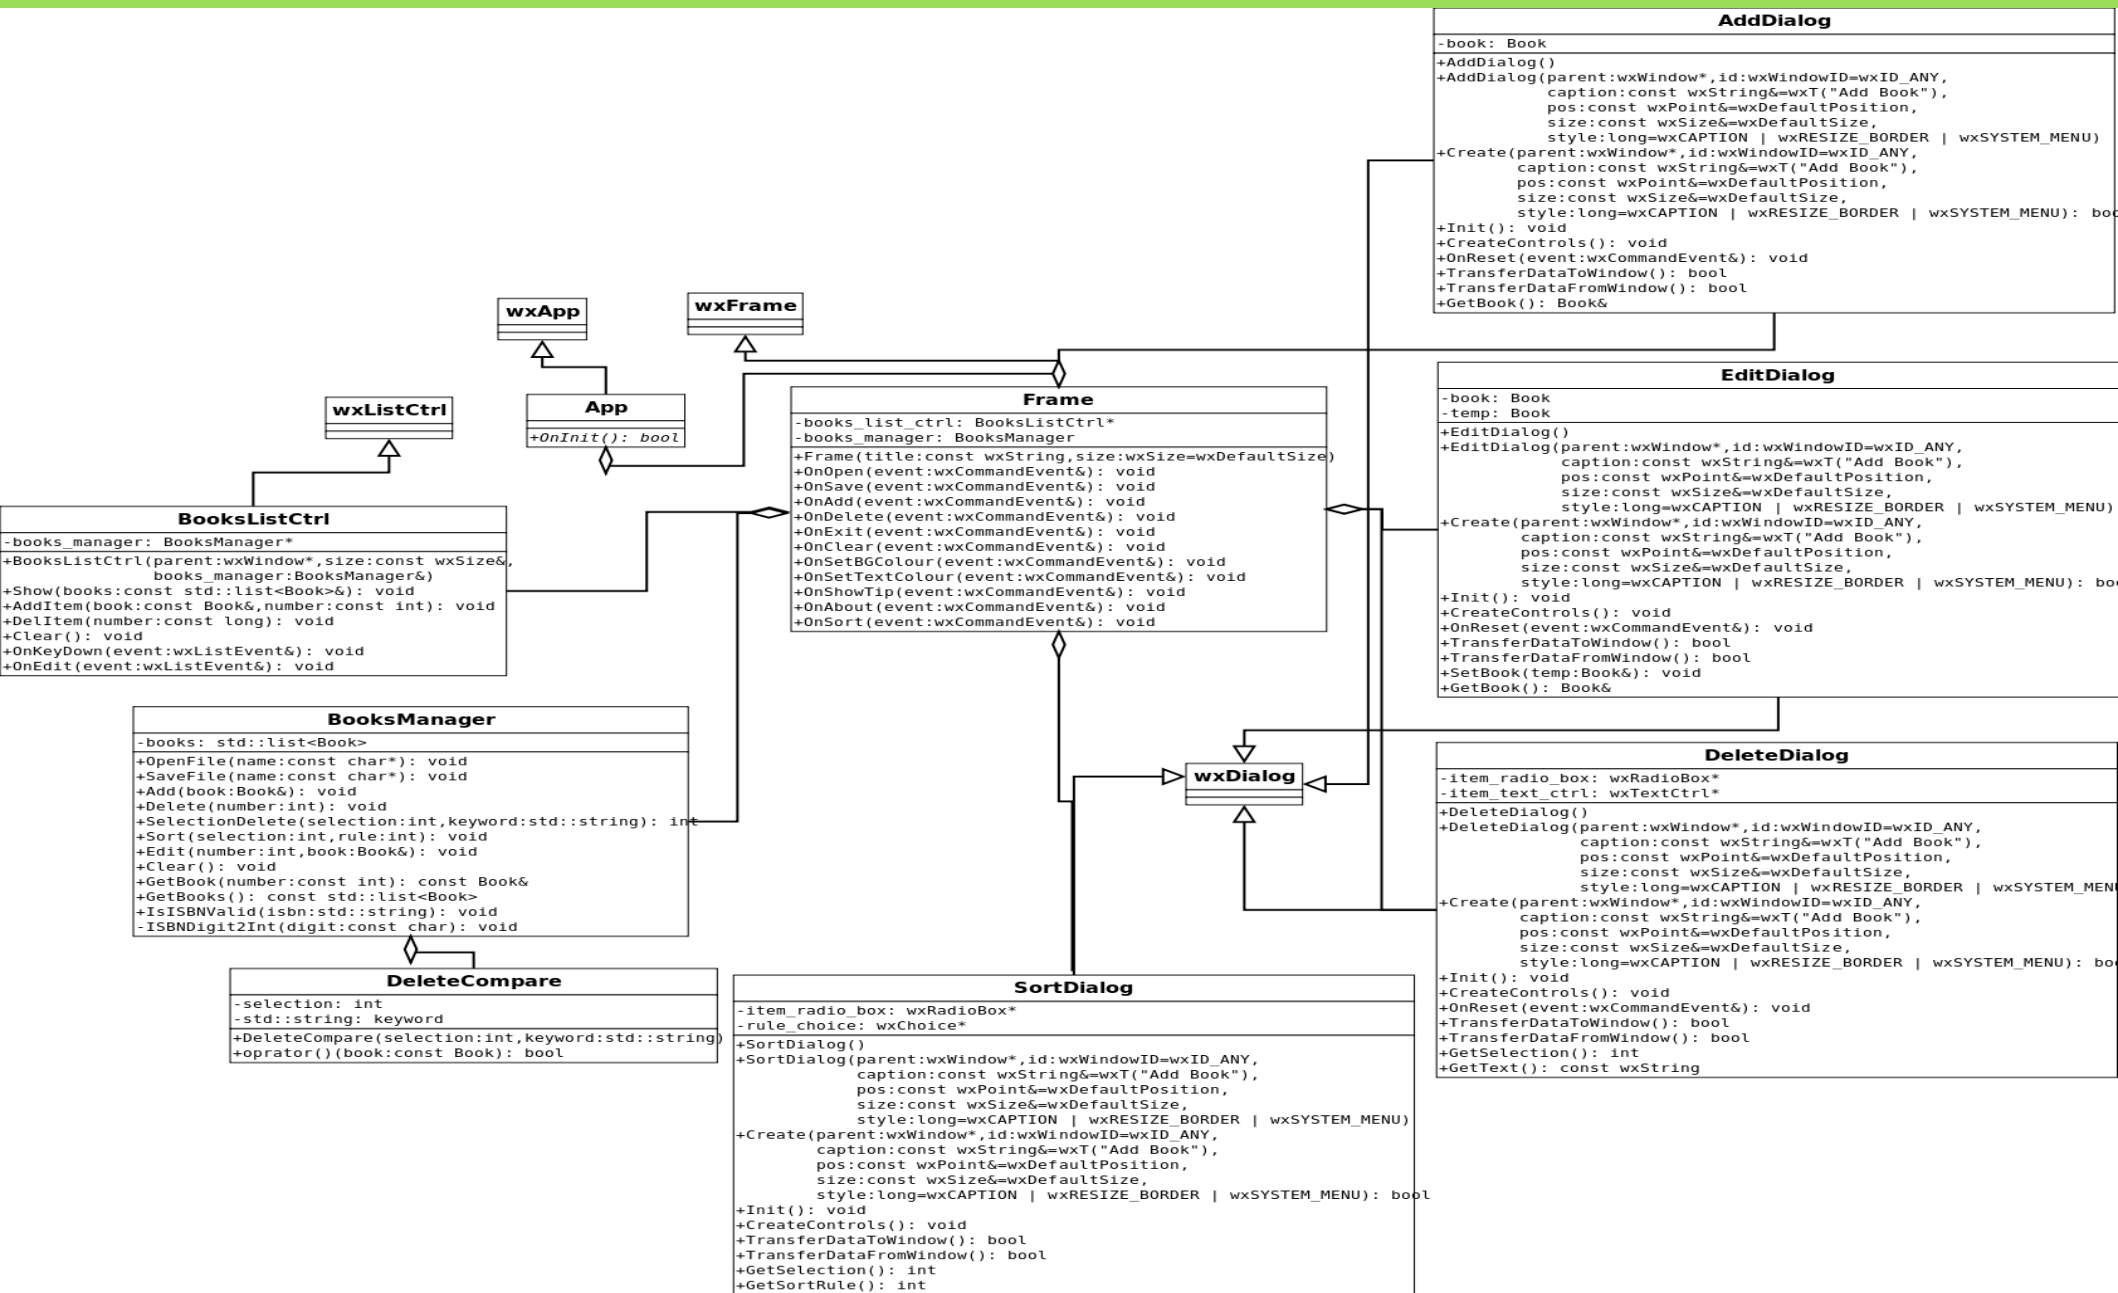 AddDialog
-book: Book
+AddDialog()
+AddDialog(parent:wxWindow*,id:wxWindowID=wxID_ANY,
caption:const wxString&=wxT("Add Book"),
pos:const wxPoint&=wxDefaultPosition,
size:const wxSize&=wxDefaultSize,
style:long=wxCAPTION | wxRESIZE_BORDER | wxSYSTEM_MENU)
+Create(parent:wxWindow*,id:wxWindowID=wxID_ANY,
caption:const wxString&=wxT("Add Book"),
pos:const wxPoint&=wxDefaultPosition,
size:const wxSize&=wxDefaultSize,
style:long=wxCAPTION | wxRESIZE_BORDER | wxSYSTEM_MENU):
+Init(): void
+CreateControls(): void
+OnReset(event:wxCommandEvent&): void
+TransferDataToWindow(): bool
+TransferDataFromWindow(): bool
+GetBook(): Book&
wxApp
wxFrame
wxListCtrl
App
+OnInit(): bool
Frame
-books_list_ctrl: BooksListCtrl*
-books_manager: BooksManager
+Frame(title:const wxString,size:wxSize=wxDefaultSize)
+OnOpen(event:wxCommandEvent&): void
+OnSave(event:wxCommandEvent&): void
+OnAdd(event:wxCommandEvent&): void
+OnDelete(event:wxCommandEvent&): void
+OnExit(event:wxCommandEvent&): void
+OnClear(event:wxCommandEvent&): void
+OnSetBGColour(event:wxCommandEvent&): void
+OnSetTextColour(event:wxCommandEvent&): void
+OnShowTip(event:wxCommandEvent&): void
+OnAbout(event:wxCommandEvent&): void
+OnSort(event:wxCommandEvent&): void
EditDialog
-book: Book
-temp: Book
+EditDialog()
+EditDialog(parent:wxWindow*,id:wxWindowID=wxID_ANY,
caption:const wxString&=wxT("Add Book"),
pos:const wxPoint&=wxDefaultPosition,
size:const wxSize&=wxDefaultSize,
style:long=wxCAPTION | wxRESIZE_BORDER | wxSYSTEM_MENU)
+Create(parent:wxWindow*,id:wxWindowID=wxID_ANY,
caption:const wxString&=wxT("Add Book"),
pos:const wxPoint&=wxDefaultPosition,
size:const wxSize&=wxDefaultSize,
style:long=wxCAPTION | wxRESIZE_BORDER | wxSYSTEM_MENU):
+Init(): void
+CreateControls(): void
+OnReset(event:wxCommandEvent&): void
+TransferDataToWindow(): bool
+TransferDataFromWindow(): bool
+SetBook(temp:Book&): void
+GetBook(): Book&
BooksListCtrl
-books_manager: BooksManager*
+BooksListCtrl(parent:wxWindow*,size:const wxSize&,
books_manager:BooksManager&)
+Show(books:const std::list<Book>&): void
+AddItem(book:const Book&,number:const int): void
+DelItem(number:const long): void
+Clear(): void
+OnKeyDown(event:wxListEvent&): void
+OnEdit(event:wxListEvent&): void
BooksManager
-books: std::list<Book>
+OpenFile(name:const char*): void
+SaveFile(name:const char*): void
+Add(book:Book&): void
+Delete(number:int): void
+SelectionDelete(selection:int,keyword:std::string): int
+Sort(selection:int,rule:int): void
+Edit(number:int,book:Book&): void
+Clear(): void
+GetBook(number:const int): const Book&
+GetBooks(): const std::list<Book>
+IsISBNValid(isbn:std::string): void
-ISBNDigit2Int(digit:const char): void
wxDialog
DeleteDialog
-item_radio_box: wxRadioBox*
-item_text_ctrl: wxTextCtrl*
+DeleteDialog()
+DeleteDialog(parent:wxWindow*,id:wxWindowID=wxID_ANY,
caption:const wxString&=wxT("Add Book"),
pos:const wxPoint&=wxDefaultPosition,
size:const wxSize&=wxDefaultSize,
style:long=wxCAPTION | wxRESIZE_BORDER |
+Create(parent:wxWindow*,id:wxWindowID=wxID_ANY,
caption:const wxString&=wxT("Add Book"),
pos:const wxPoint&=wxDefaultPosition,
size:const wxSize&=wxDefaultSize,
style:long=wxCAPTION | wxRESIZE_BORDER | wxSYSTEM_MENU):
+Init(): void
+CreateControls(): void
+OnReset(event:wxCommandEvent&): void
+TransferDataToWindow(): bool
+TransferDataFromWindow(): bool
+GetSelection(): int
+GetText(): const wxString
DeleteCompare
-selection: int
-std::string: keyword
+DeleteCompare(selection:int,keyword:std::string)
+oprator()(book:const Book): bool
SortDialog
-item_radio_box: wxRadioBox*
-rule_choice: wxChoice*
+SortDialog()
+SortDialog(parent:wxWindow*,id:wxWindowID=wxID_ANY,
caption:const wxString&=wxT("Add Book"),
pos:const wxPoint&=wxDefaultPosition,
size:const wxSize&=wxDefaultSize,
style:long=wxCAPTION | wxRESIZE_BORDER | wxSYSTEM_MENU)
+Create(parent:wxWindow*,id:wxWindowID=wxID_ANY,
caption:const wxString&=wxT("Add Book"),
pos:const wxPoint&=wxDefaultPosition,
size:const wxSize&=wxDefaultSize,
style:long=wxCAPTION | wxRESIZE_BORDER | wxSYSTEM_MENU): bool
+Init(): void
+CreateControls(): void
+TransferDataToWindow(): bool
+TransferDataFromWindow(): bool
+GetSelection(): int
+GetSortRule(): int